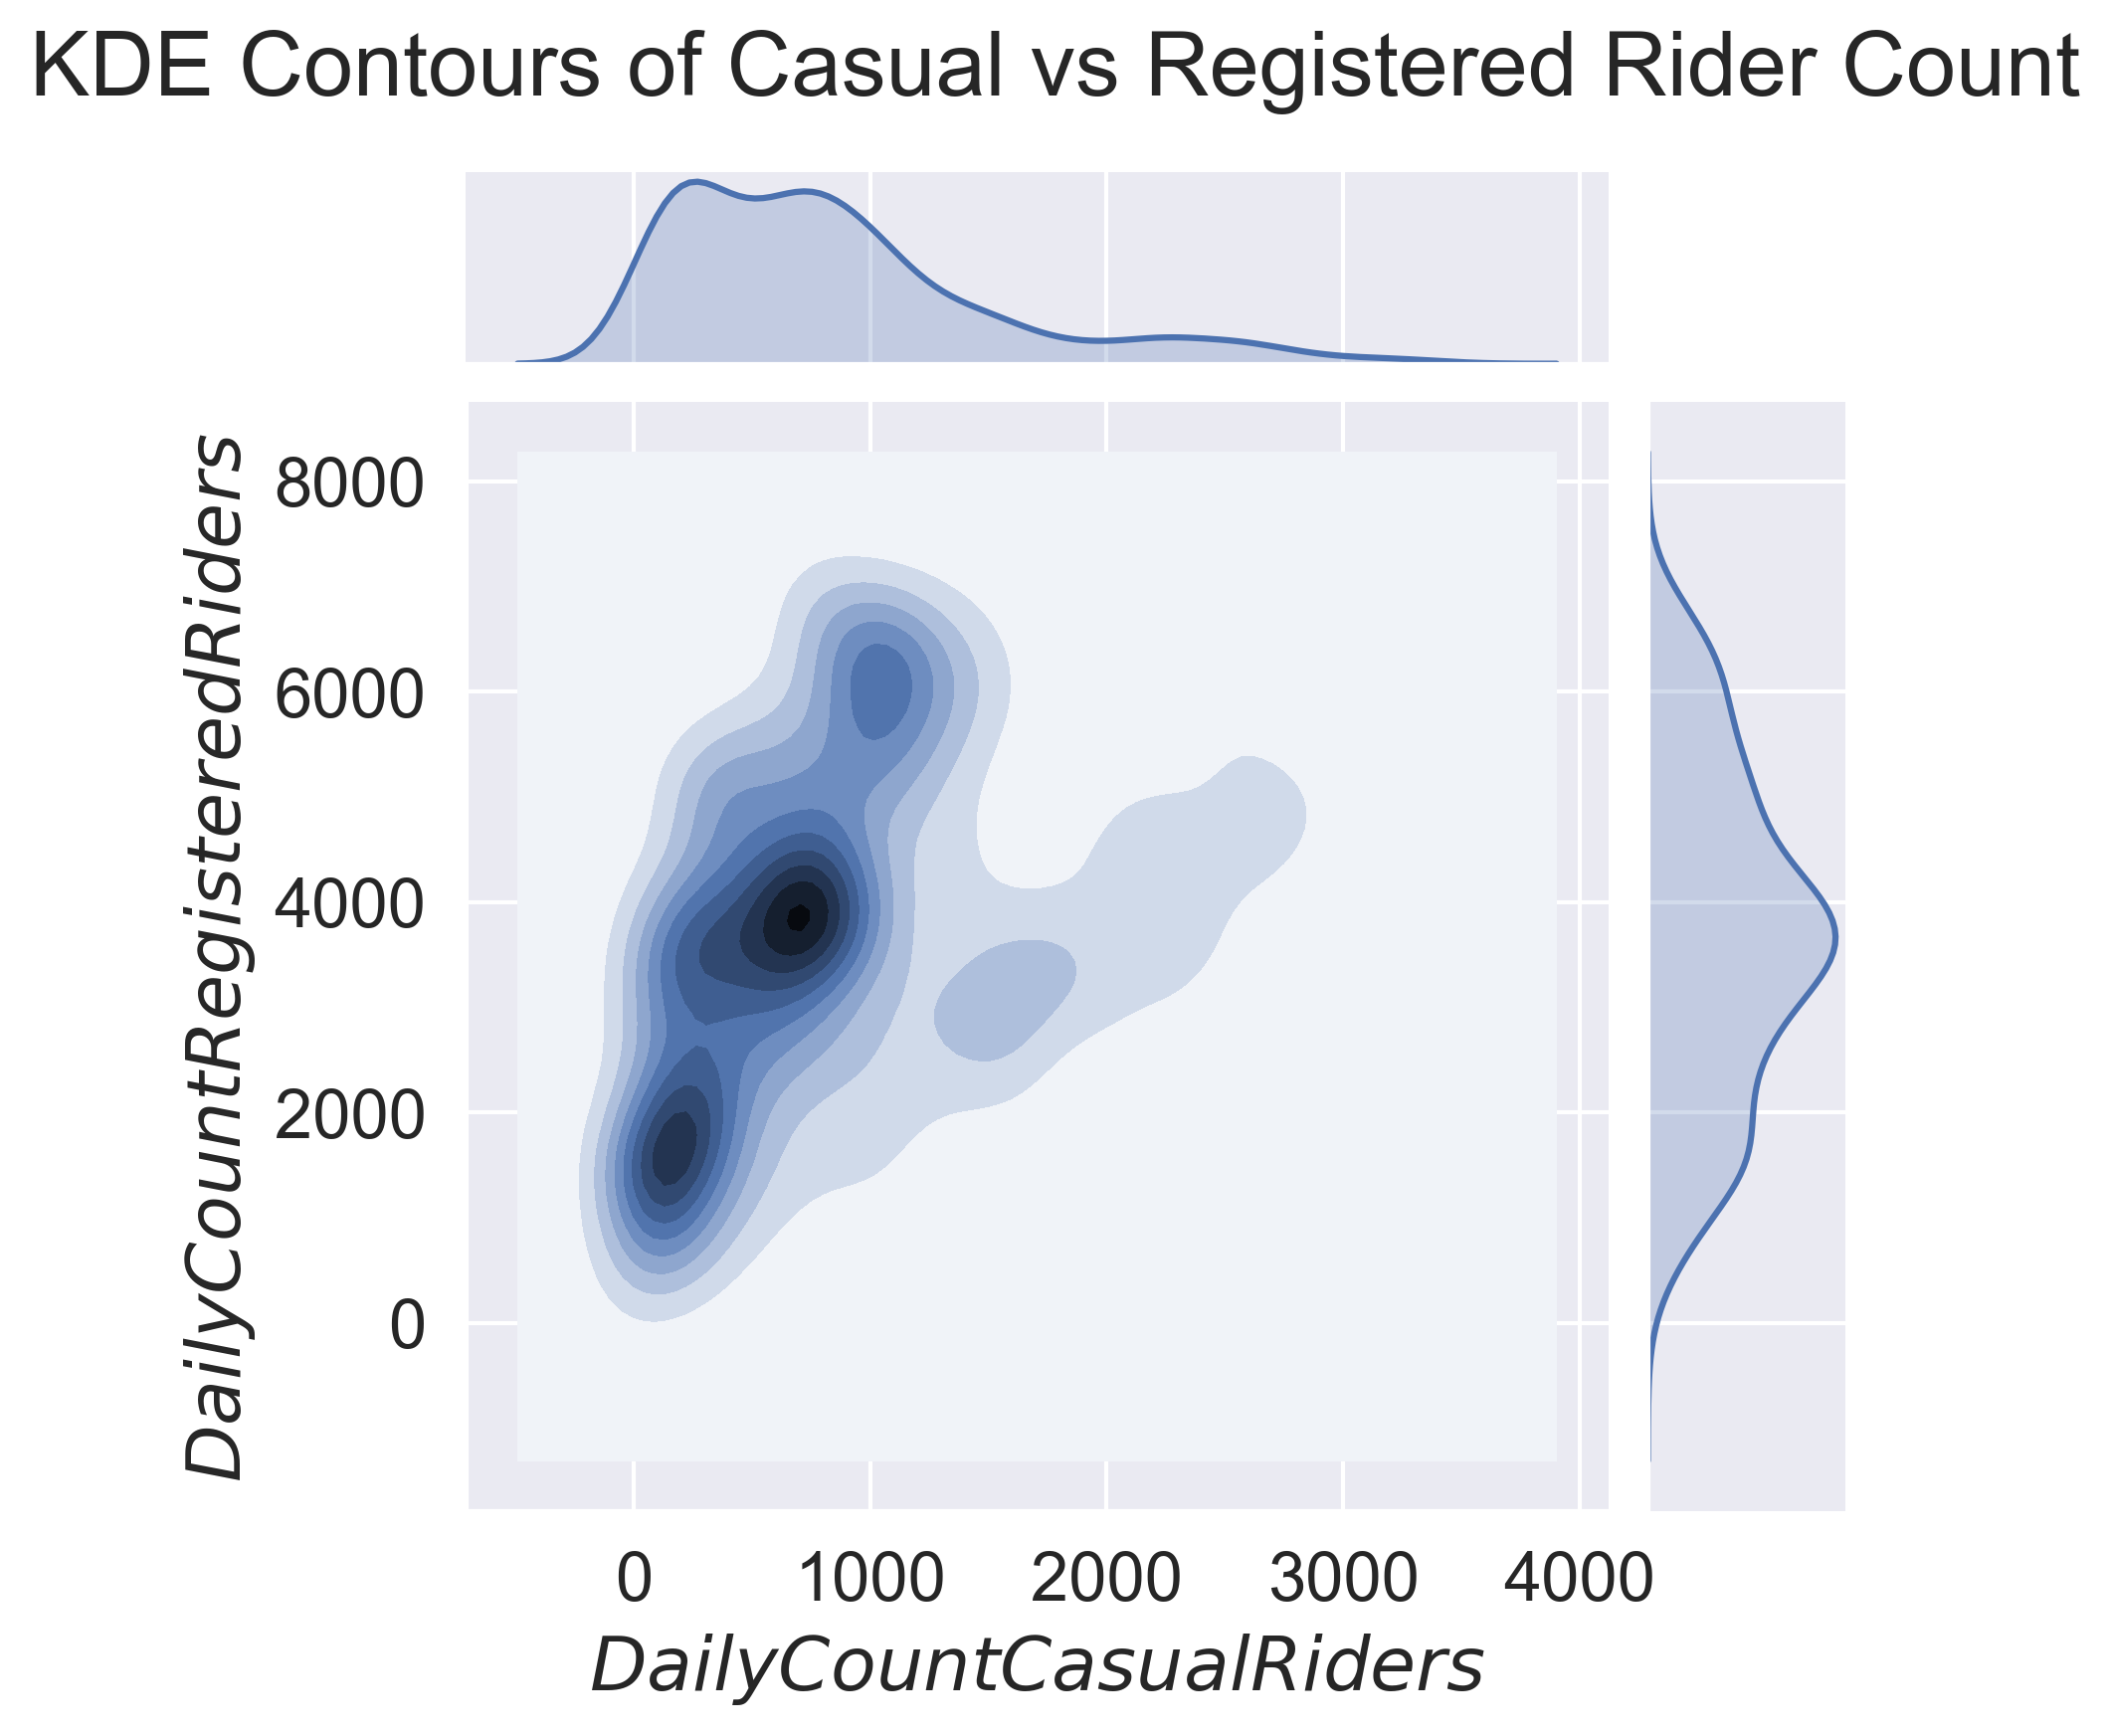 KDE Contours of Casual vs Registered Rider Count
DailyCountRegisteredRiders
8000
6000
4000
2000
0
0 1000 2000 3000 4000
DailyCountCasualRiders